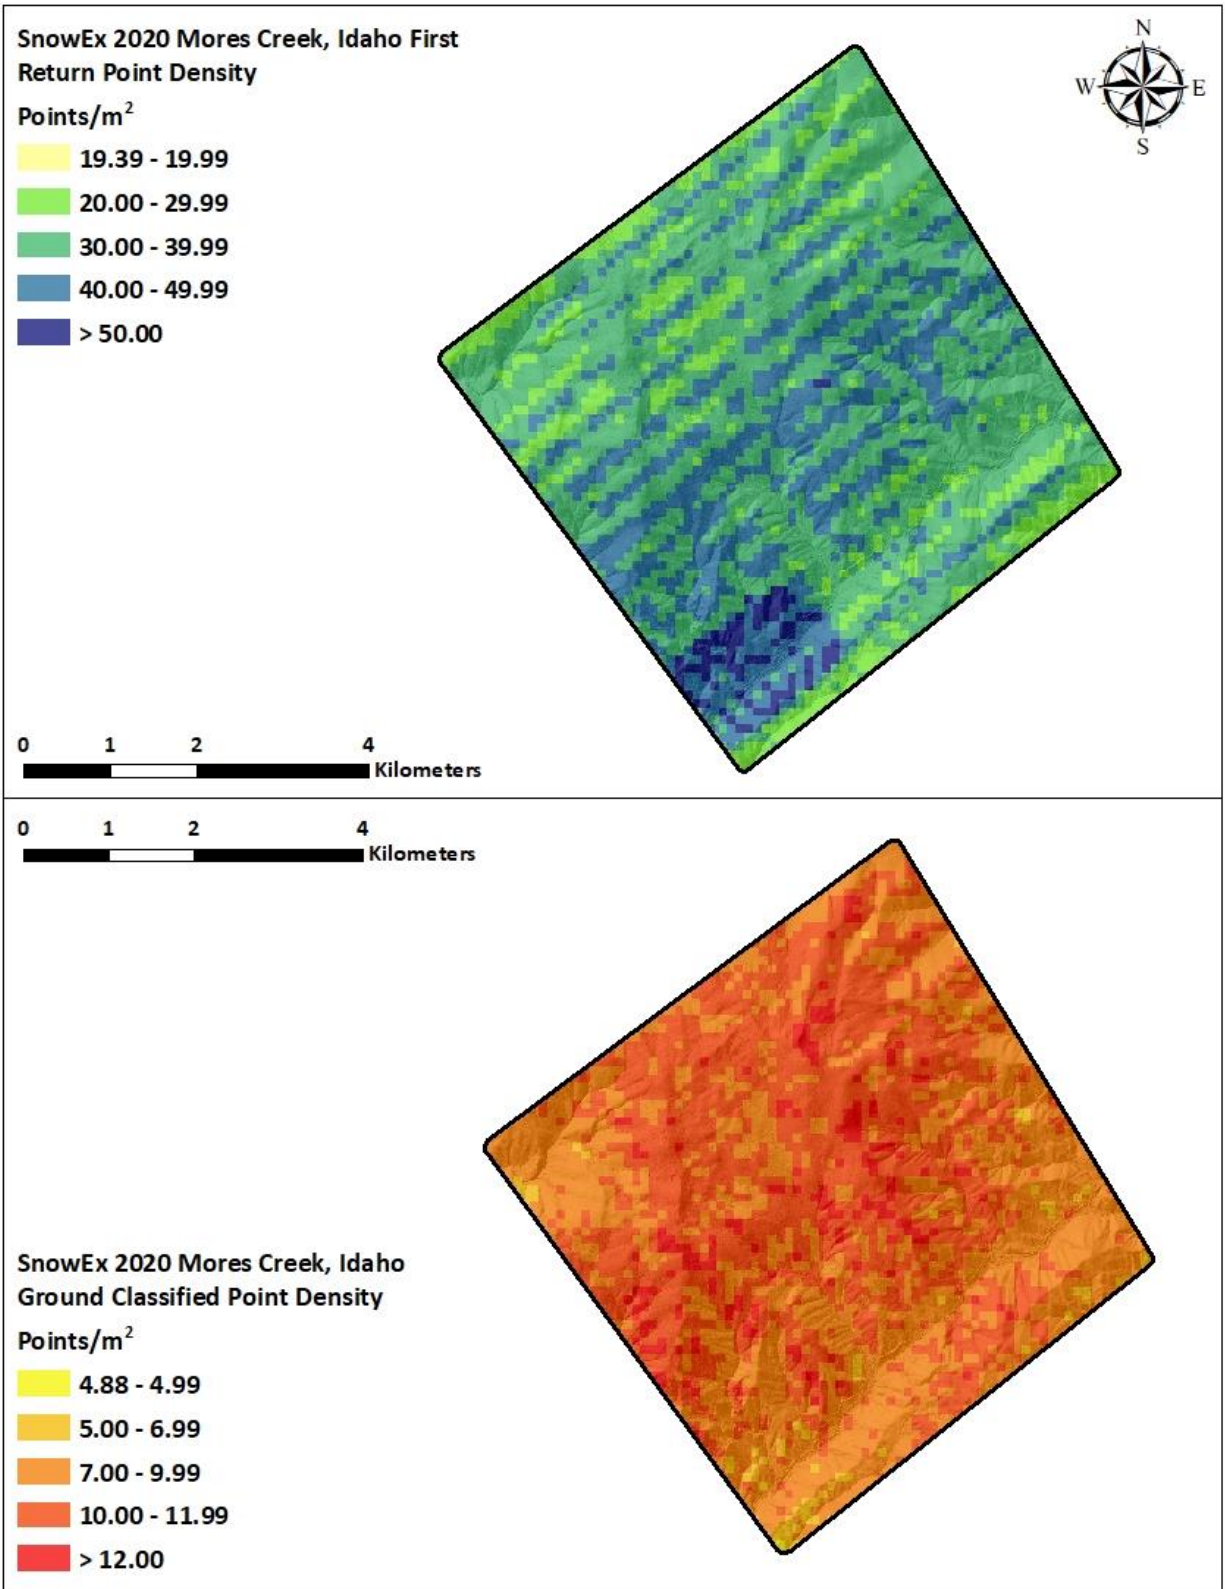 SnowEx 2020 Mores Creek, Idaho First
Return Point Density
Points/m²
19.39 - 19.99
20.00 - 29.99
30.00 - 39.99
40.00 - 49.99
> 50.00
N
W E
S
0 1 2 4
Kilometers
0 1 2 4
Kilometers
SnowEx 2020 Mores Creek, Idaho
Ground Classified Point Density
Points/m²
4.88 - 4.99
5.00 - 6.99
7.00 - 9.99
10.00 - 11.99
> 12.00